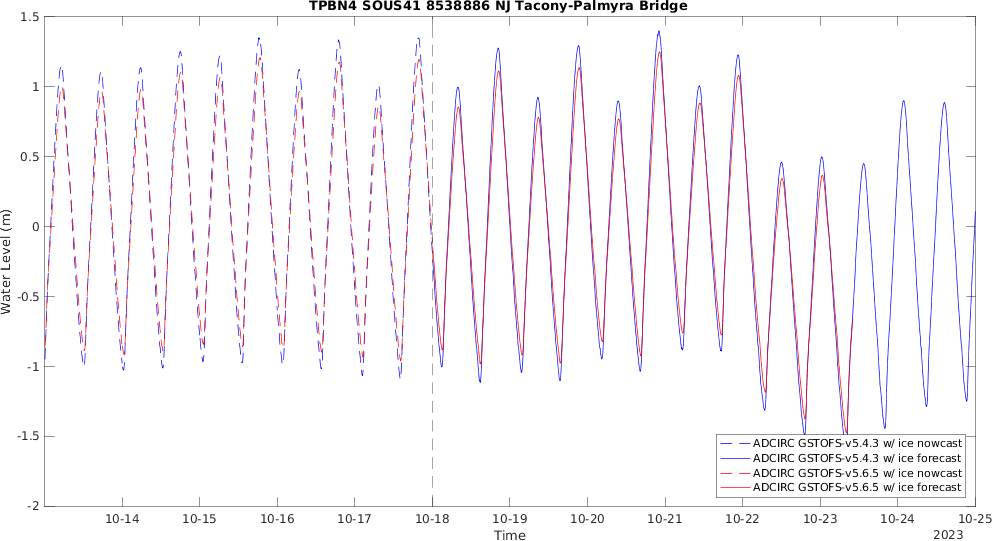 TPBN4 SOUS41 8538886 NJ Tacony-Palmyra Bridge
1.5
1
0.5
0
-0.5
-1
-1.5
-2
Water Level (m)
10-14 10-15 10-16 10-17 10-18 10-19 10-20 10-21 10-22 10-23 10-24 10-25
Time
2023
ADCIRC GSTOFS-v5.4.3 w/ ice nowcast
ADCIRC GSTOFS-v5.4.3 w/ ice forecast
ADCIRC GSTOFS-v5.6.5 w/ ice nowcast
ADCIRC GSTOFS-v5.6.5 w/ ice forecast